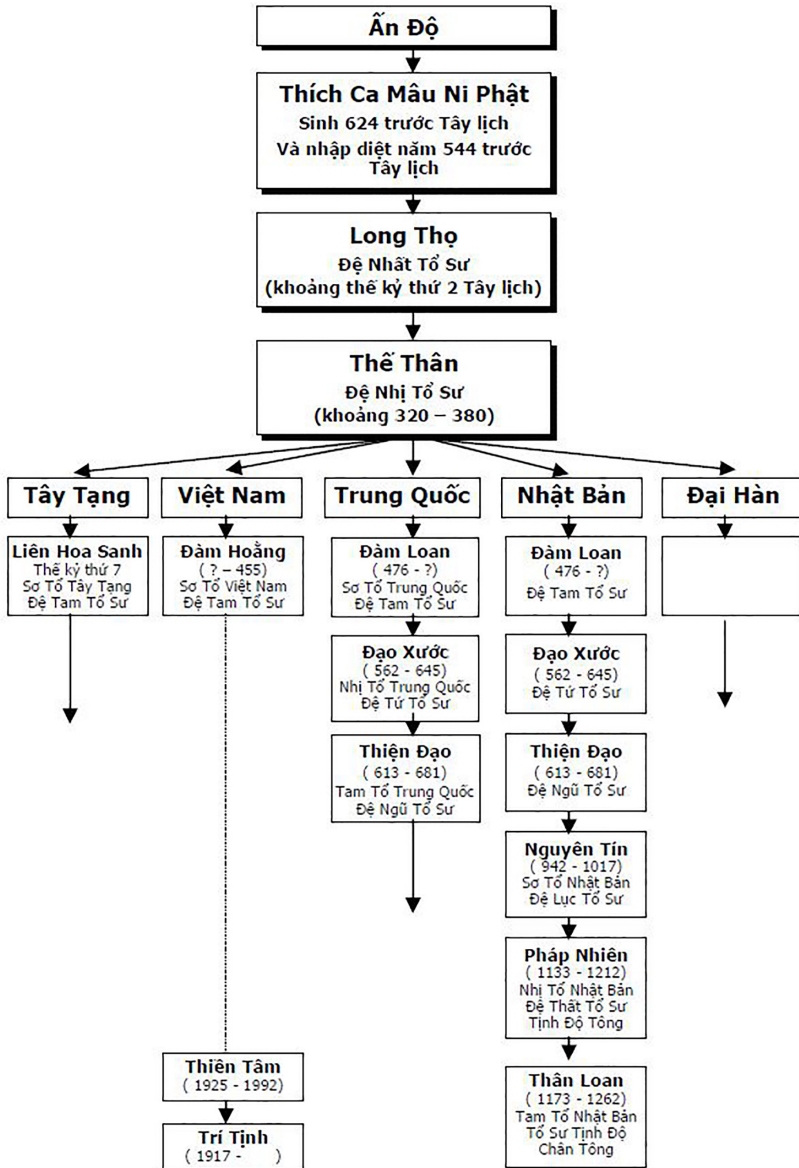 Ấn Độ
Thích Ca Mâu Ni Phật
Sinh 624 trước Tây lịch
Và nhập diệt năm 544 trước
Tây lịch
Long Thọ
Đệ Nhất Tổ Sư
(khoảng thế kỷ thứ 2 Tây lịch)
Thế Thân
Đệ Nhị Tổ Sư
(khoảng 320 – 380)
Tây Tạng
Liên Hoa Sanh
Thế kỷ thứ 7
Sơ Tổ Tây Tạng
Đệ Tam Tổ Sư
Việt Nam
Đàm Hoằng
( ? – 455)
Sơ Tổ Việt Nam
Đệ Tam Tổ Sư
Thiền Tâm
( 1925 - 1992)
Trí Tịnh
( 1917 - )
Trung Quốc
Đàm Loan
( 476 - ?)
Sơ Tổ Trung Quốc
Đệ Tam Tổ Sư
Đạo Xước
( 562 - 645)
Nhị Tổ Trung Quốc
Đệ Tứ Tổ Sư
Thiện Đạo
( 613 - 681)
Tam Tổ Trung Quốc
Đệ Ngũ Tổ Sư
Nhật Bản
Đàm Loan
( 476 - ?)
Đệ Tam Tổ Sư
Đạo Xước
( 562 - 645)
Đệ Tứ Tổ Sư
Thiện Đạo
( 613 - 681)
Đệ Ngũ Tổ Sư
Nguyên Tín
( 942 - 1017)
Sơ Tổ Nhật Bản
Đệ Lục Tổ Sư
Pháp Nhiên
( 1133 - 1212)
Nhị Tổ Nhật Bản
Đệ Thất Tổ Sư
Tịnh Độ Tông
Thân Loan
( 1173 - 1262)
Tam Tổ Nhật Bản
Tổ Sư Tịnh Độ
Chân Tông
Đại Hàn